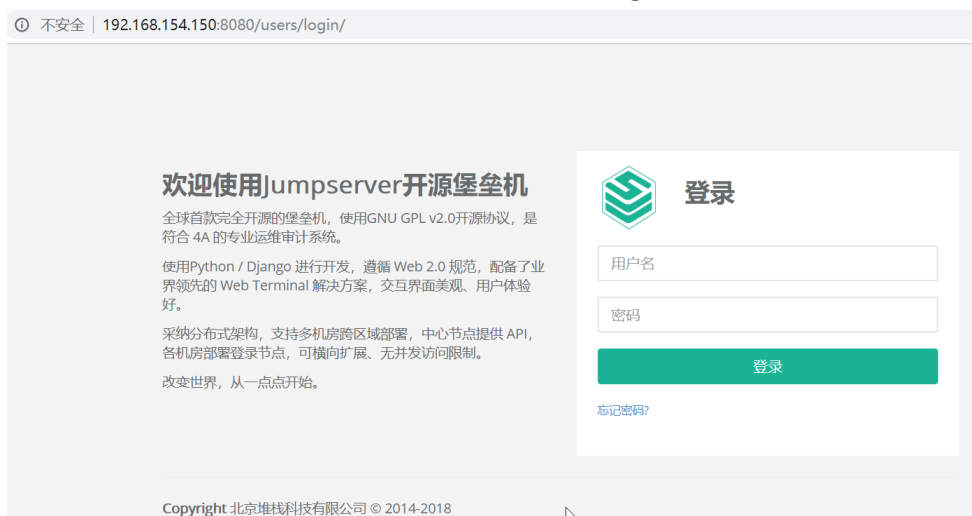 不安全 | 192.168.154.150:8080/users/login/
欢迎使用Jumpserver开源堡垒机
全球首款完全开源的堡垒机，使用GNU GPL v2.0开源协议，是
符合 4A 的专业运维审计系统。
使用Python / Django 进行开发，遵循 Web 2.0 规范，配备了业
界领先的 Web Terminal 解决方案，交互界面美观、用户体验
好。
采纳分布式架构，支持多机房跨区域部署，中心节点提供 API，
各机房部署登录节点，可横向扩展、无并发访问限制。
改变世界，从一点点开始。
登录
用户名
密码
登录
忘记密码?
Copyright 北京堆栈科技有限公司 © 2014-2018